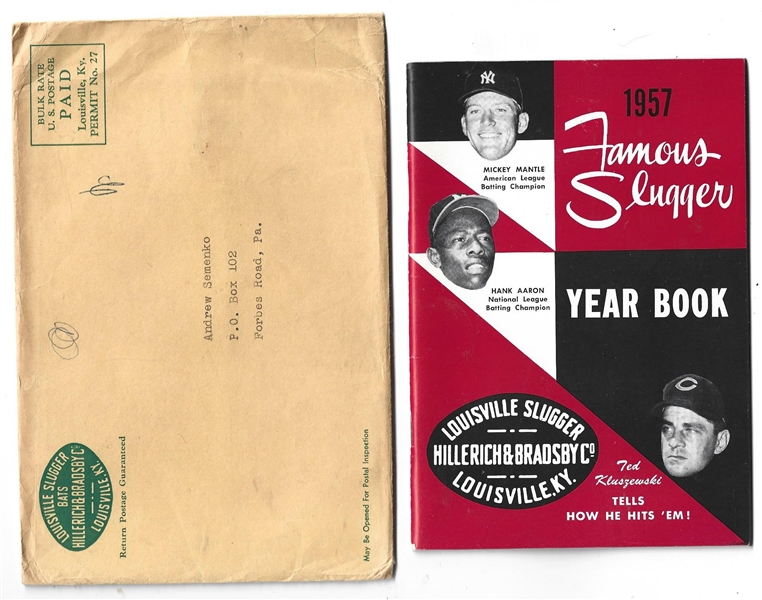 BULK RATE
U. S. POSTAGE
PAID
Louisville, Ky.
PERMIT No. 27
Andrew Semenko
P.O. Box 102
Forbes Road, Pa.
LOUISVILLE SLUGGER
BATS
HILLERICH & BRADSBY Cº
LOUISVILLE, KY.
Return Postage Guaranteed
May Be Opened For Postal Inspection
NY
MICKEY MANTLE
American League
Batting Champion
1957
Famous
Slugger
HANK AARON
National League
Batting Champion
YEAR BOOK
C
LOUISVILLE SLUGGER
HILLERICH & BRADSBY Cº
LOUISVILLE, KY.
Ted
Kluszewski
TELLS
HOW HE HITS 'EM!